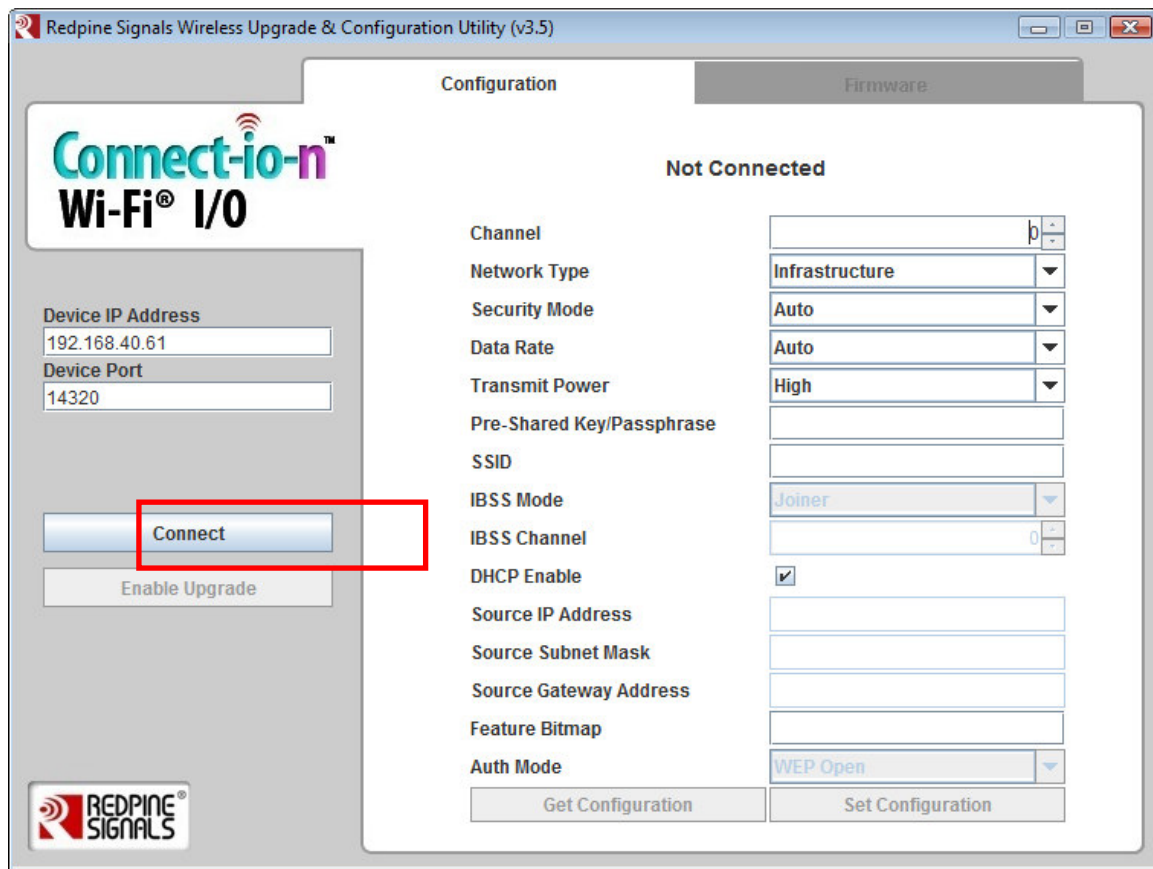 Redpine Signals Wireless Upgrade & Configuration Utility (v3.5)
Configuration
Firmware
Connect-io-n™
Wi-Fi® I/O
Not Connected
Device IP Address
192.168.40.61
Device Port
14320
Connect
Enable Upgrade
REDPINE®
SIGNALS
Channel 0
Network Type Infrastructure
Security Mode Auto
Data Rate Auto
Transmit Power High
Pre-Shared Key/Passphrase
SSID
IBSS Mode Joiner
IBSS Channel 0
DHCP Enable
Source IP Address
Source Subnet Mask
Source Gateway Address
Feature Bitmap
Auth Mode WEP Open
Get Configuration Set Configuration